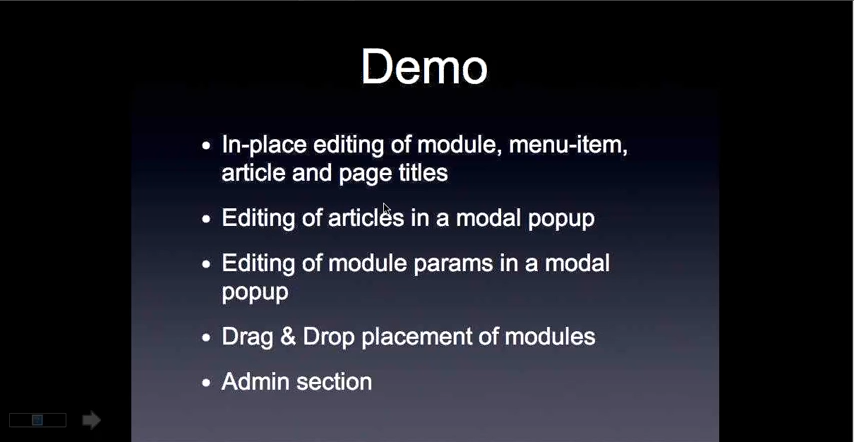 Demo
• In-place editing of module, menu-item,
article and page titles
• Editing of articles in a modal popup
• Editing of module params in a modal
popup
• Drag & Drop placement of modules
• Admin section